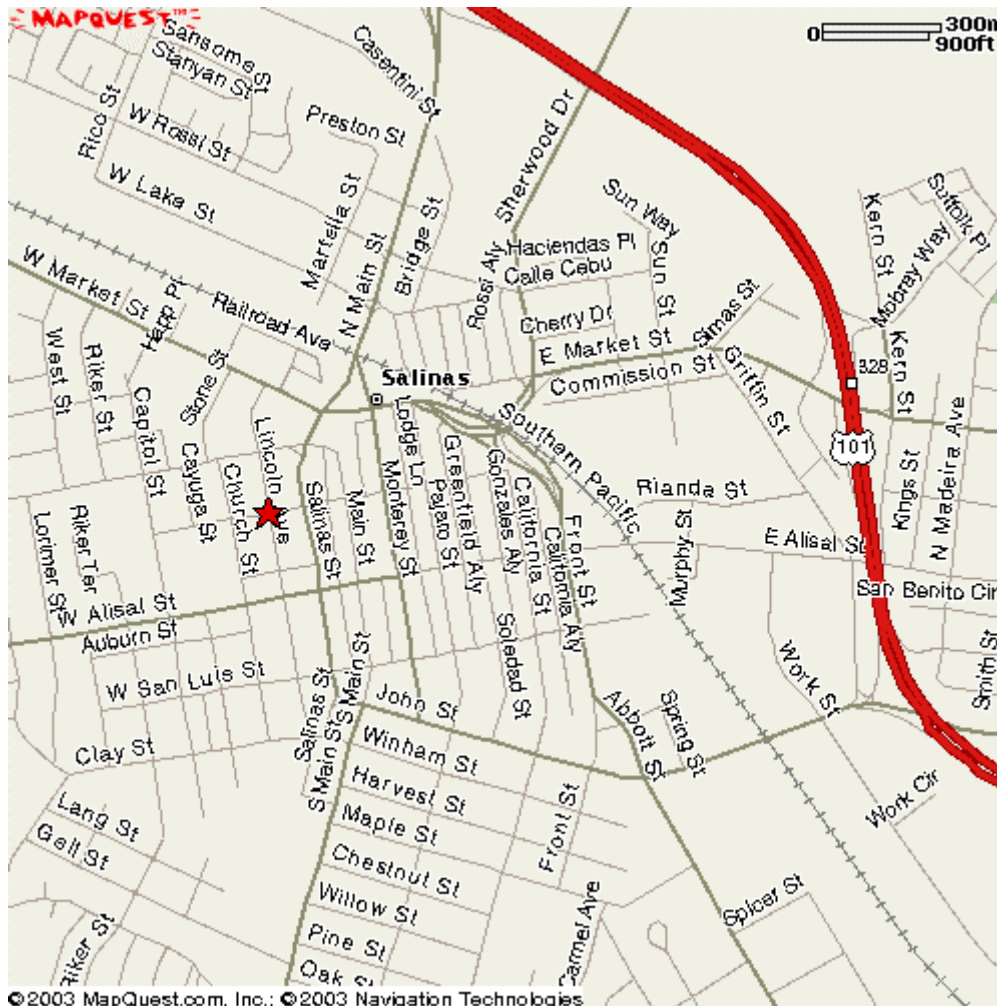 MAPQUEST™
0 300m
900ft
Sansome St
Stanyan St
Casentini St
Rico St
W Rossi St
Preston St
Sherwood Dr
W Lake St
Martella St
N Main St
Bridge St
Rossi Aly
Sun Way
Sun St
Haciendas Pl
Calle Cebu
Kern St
Suffolk Pl
Mobray Way
W Market St
Happ Pl
Railroad Ave
Cherry Dr
E Market St
Simas St
Commission St
Griffin St
Kern St
328
West St
Riker St
Capitol St
Stone St
Salinas
Lincoln Ave
Lodge Ln
Southern Pacific
101
Cayuga St
Church St
Salinas St
Main St
Monterey St
Pajaro St
Greenfield Aly
Gonzales Aly
California St
California Aly
Front St
Rianda St
Murphy St
Kings St
N Madeira Ave
E Alisal St
San Benito Cir
Lorimer St
Riker Ter
W Alisal St
Auburn St
Soledad St
Smith St
W San Luis St
Salinas St
S Main St
John St
Abbott St
Spring St
Work St
Clay St
S Main St
Winham St
Harvest St
Maple St
Chestnut St
Willow St
Pine St
Oak St
Front St
Work Cir
Lang St
Gell St
Riker St
Carmel Ave
Spicer St
©2003 MapQuest.com, Inc.; ©2003 Navigation Technologies